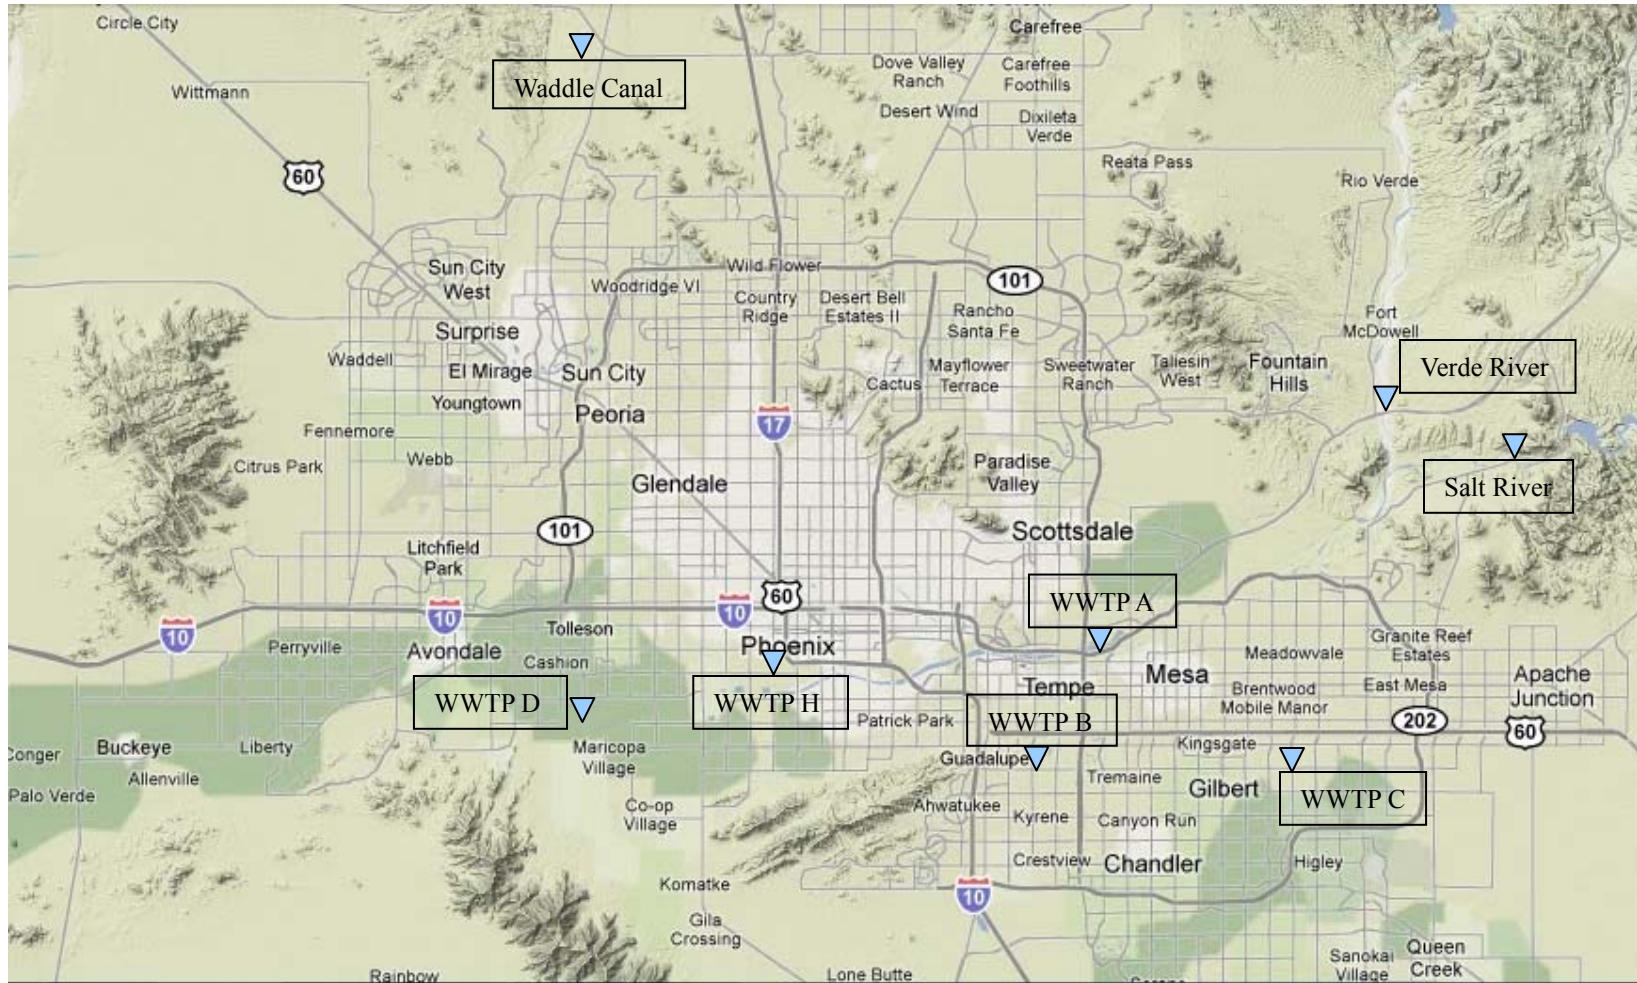 Circle City
Carefree
Waddle Canal
Dove Valley
Ranch
Carefree
Foothills
Wittmann
Desert Wind
Dixileta
Verde
60
Reata Pass
Rio Verde
Sun City
West
Wild Flower
Woodridge VI
101
Country
Ridge
Desert Bell
Estates II
Rancho
Santa Fe
Fort
McDowell
Surprise
Waddell
El Mirage
Sun City
Cactus
Mayflower
Terrace
Sweetwater
Ranch
Taliesin
West
Fountain
Hills
Verde River
Youngtown
Peoria
17
Fennemore
Webb
Citrus Park
Glendale
Paradise
Valley
Salt River
101
Scottsdale
Litchfield
Park
10
10
10
60
WWTP A
Perryville
Avondale
Tolleson
Cashion
Phoenix
Meadowvale
Granite Reef
Estates
Mesa
Tempe
Brentwood
Mobile Manor
East Mesa
Apache
Junction
WWTP D
WWTP H
WWTP B
Patrick Park
202
60
Conger
Buckeye
Liberty
Maricopa
Village
Guadalupe
Kingsgate
Allenville
Palo Verde
Tremaine
Gilbert
WWTP C
Co-op
Village
Ahwatukee
Kyrene
Canyon Run
Crestview
Chandler
Higley
Komatke
10
Gila
Crossing
Rainbow
Lone Butte
Sanokai
Village
Queen
Creek